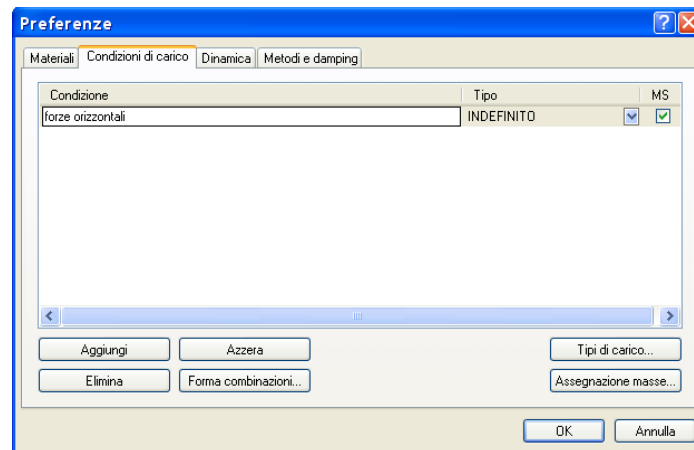 Preferenze
Materiali Condizioni di carico Dinamica Metodi e damping
Condizione Tipo MS
forze orizzontali INDEFINITO
Aggiungi Azzera Tipi di carico...
Elimina Forma combinazioni... Assegnazione masse...
OK Annulla